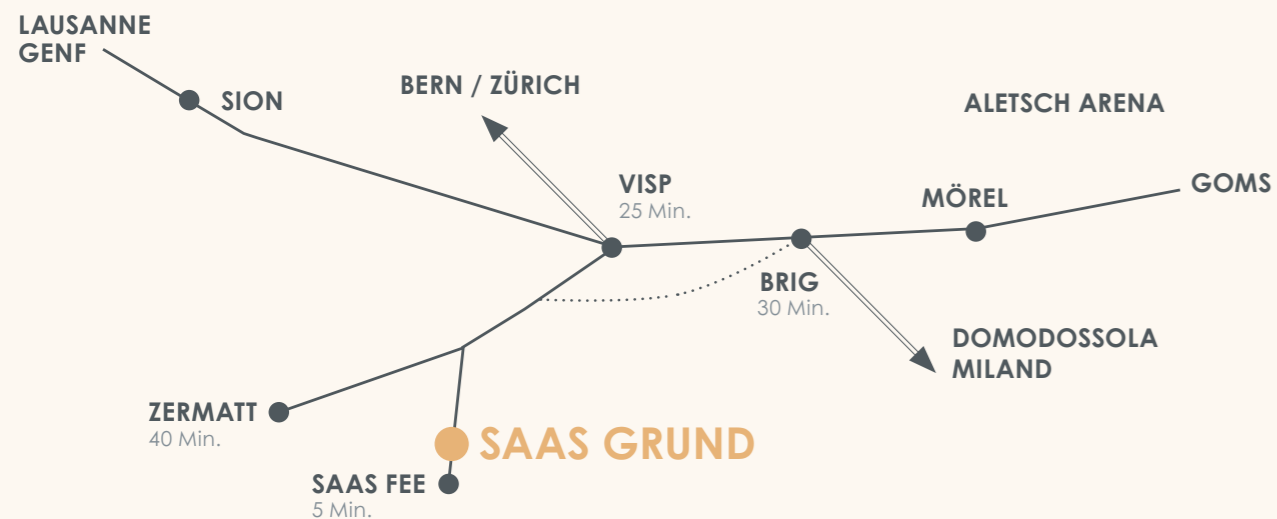 LAUSANNE
GENF
SION
BERN / ZÜRICH
ALETSCH ARENA
VISP
25 Min.
MÖREL
GOMS
BRIG
30 Min.
DOMODOSSOLA
MILAND
ZERMATT
40 Min.
SAAS GRUND
SAAS FEE
5 Min.